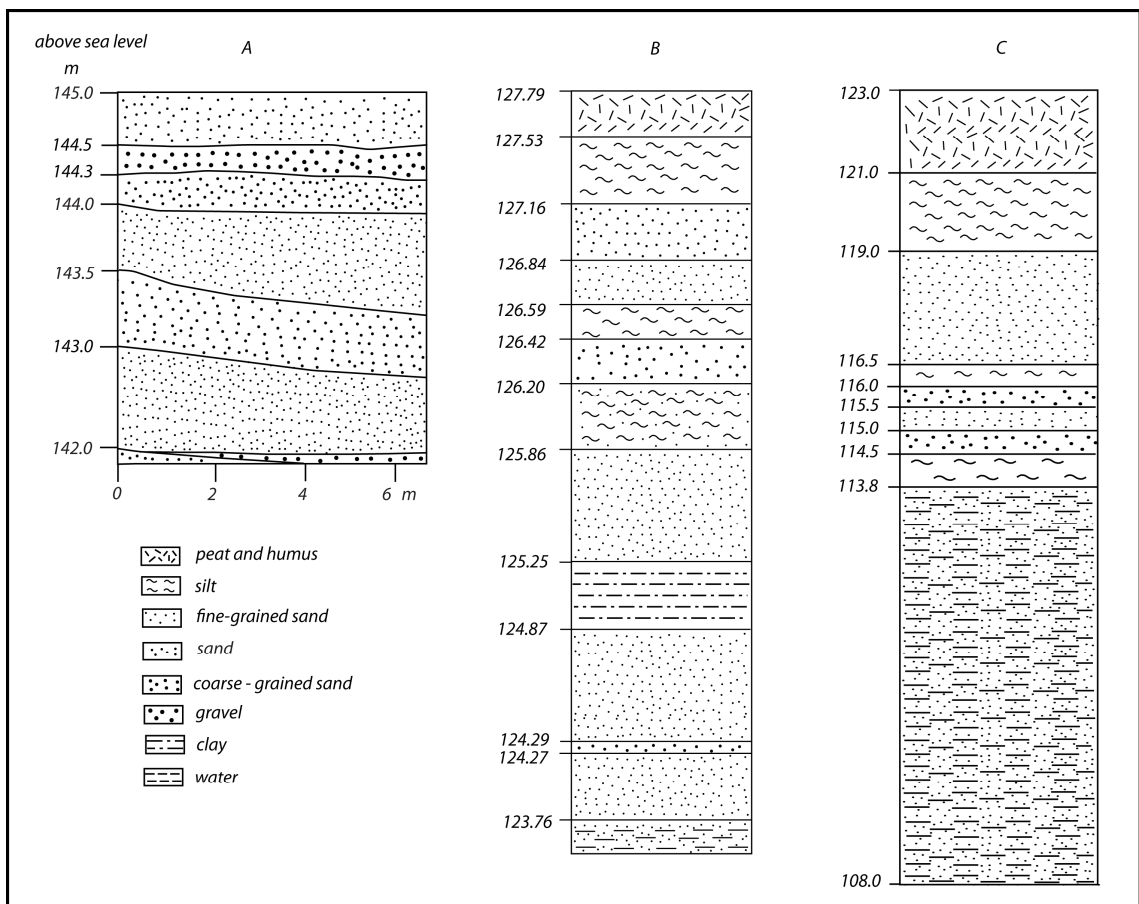 above sea level
m
A
145.0
144.5
144.3
144.0
143.5
143.0
142.0
0 2 4 6 m
B
127.79
127.53
127.16
126.84
126.59
126.42
126.20
125.86
125.25
124.87
124.29
124.27
123.76
C
123.0
121.0
119.0
116.5
116.0
115.5
115.0
114.5
113.8
108.0
peat and humus
silt
fine-grained sand
sand
coarse - grained sand
gravel
clay
water